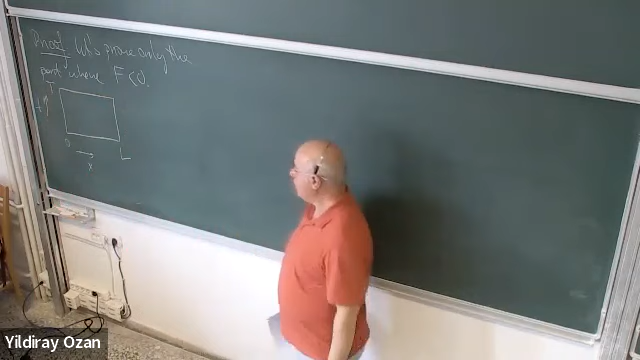 Proof Let's prove only the
part where F<0.
T
t
0
L
x
Yildiray Ozan